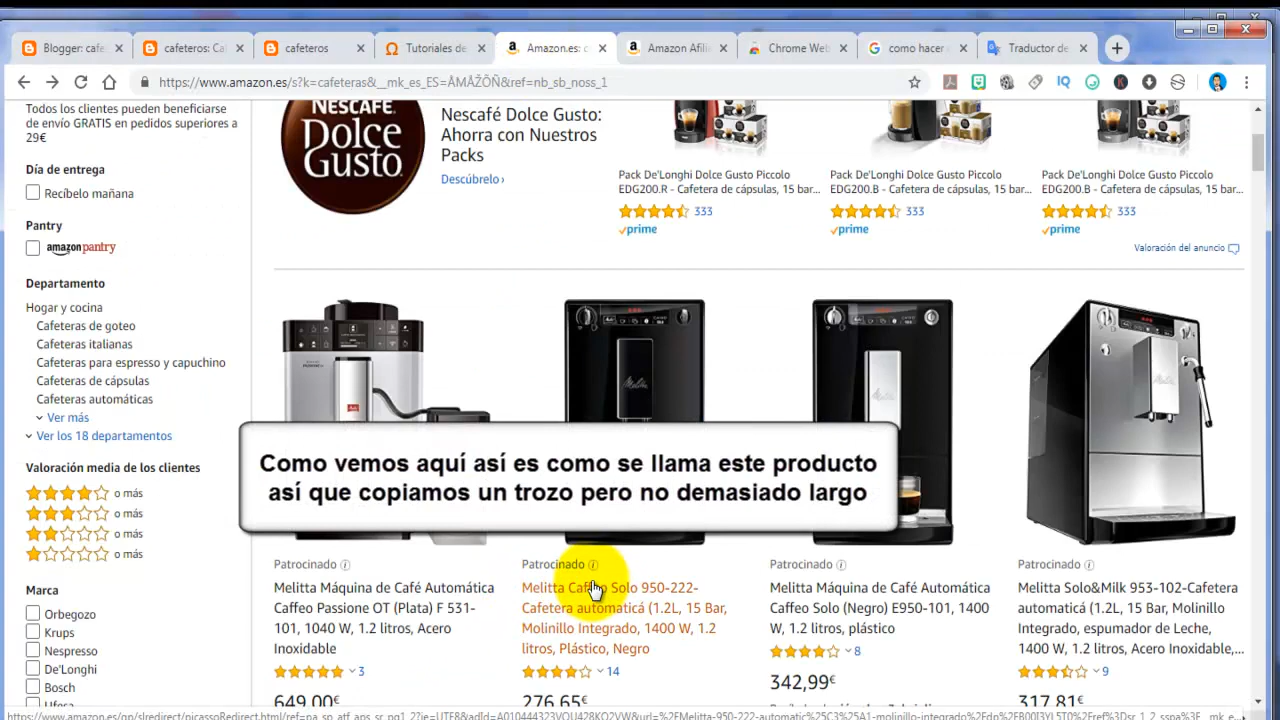 Blogger: cafe
cafeteros: Ca
cafeteros
Tutoriales de
Amazon.es: c
Amazon Afili
Chrome Web
como hacer
Traductor de
https://www.amazon.es/s?k=cafeteras&__mk_es_ES=ÅMÅŽÕÑ&ref=nb_sb_noss_1
Todos los clientes pueden beneficiarse
de envío GRATIS en pedidos superiores a
29€
Día de entrega
Recíbelo mañana
Pantry
amazonpantry
Departamento
Hogar y cocina
Cafeteras de goteo
Cafeteras italianas
Cafeteras para espresso y capuchino
Cafeteras de cápsulas
Cafeteras automáticas
Ver más
Ver los 18 departamentos
Valoración media de los clientes
o más
o más
o más
o más
Marca
Orbegozo
Krups
Nespresso
De'Longhi
Bosch
NESCAFÉ
DOLCE
GUSTO
Nescafé Dolce Gusto:
Ahorra con Nuestros
Packs
Descúbrelo›
Pack De'Longhi Dolce Gusto Piccolo
EDG200.R - Cafetera de cápsulas, 15 bar...
333
prime
Pack De'Longhi Dolce Gusto Piccolo
EDG200.B - Cafetera de cápsulas, 15 bar...
333
prime
Pack De'Longhi Dolce Gusto Piccolo
EDG200.B - Cafetera de cápsulas, 15 bar...
333
prime
Valoración del anuncio
Como vemos aquí así es como se llama este producto
así que copiamos un trozo pero no demasiado largo
Patrocinado
Melitta Máquina de Café Automática
Caffeo Passione OT (Plata) F 531-
101, 1040 W, 1.2 litros, Acero
Inoxidable
3
649,00€
Patrocinado
Melitta Caffeo Solo 950-222-
Cafetera automaticá (1.2L, 15 Bar,
Molinillo Integrado, 1400 W, 1.2
litros, Plástico, Negro
14
276,65€
Patrocinado
Melitta Máquina de Café Automática
Caffeo Solo (Negro) E950-101, 1400
W, 1.2 litros, plástico
8
342,99€
Melitta Solo&Milk 953-102-Cafetera
automaticá (1.2L, 15 Bar, Molinillo
Integrado, espumador de Leche,
1400 W, 1.2 litros, Acero Inoxidable,...
9
317,81€
Patrocinado